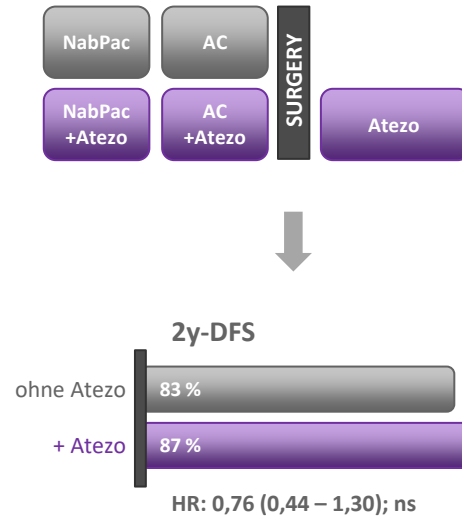 NabPac
AC
SURGERY
NabPac
+Atezo
AC
+Atezo
Atezo
2y-DFS
ohne Atezo
83 %
+ Atezo
87 %
HR: 0,76 (0,44 – 1,30); ns